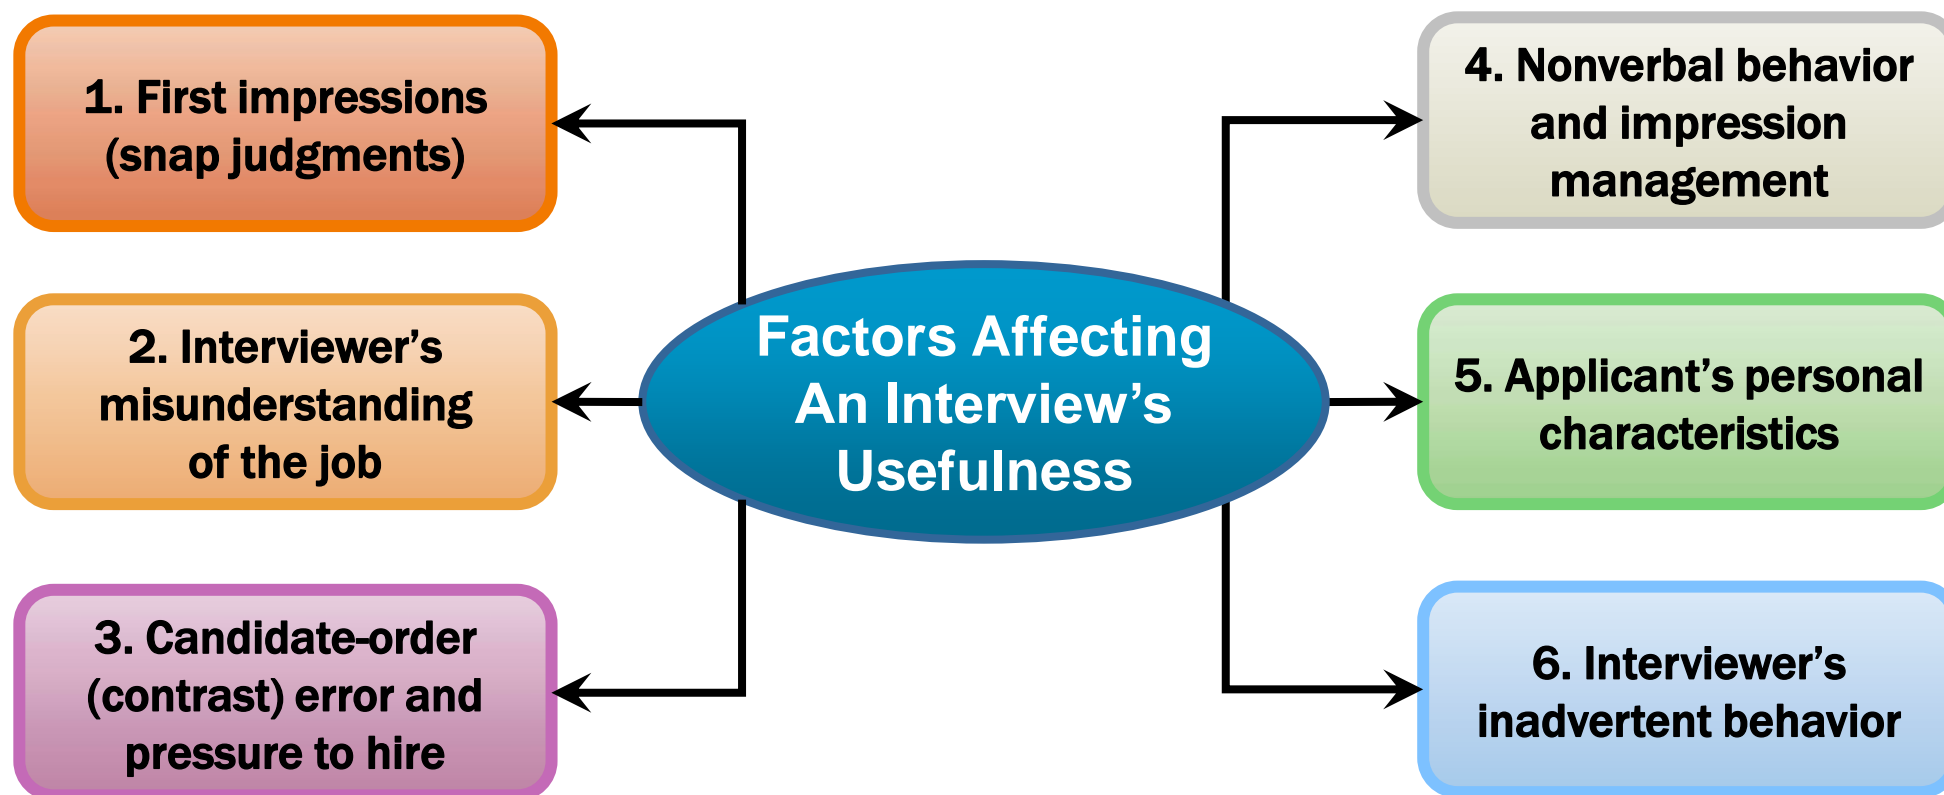 1. First impressions
(snap judgments)
2. Interviewer’s
misunderstanding
of the job
3. Candidate-order
(contrast) error and
pressure to hire
Factors Affecting
An Interview’s
Usefulness
4. Nonverbal behavior
and impression
management
5. Applicant’s personal
characteristics
6. Interviewer’s
inadvertent behavior